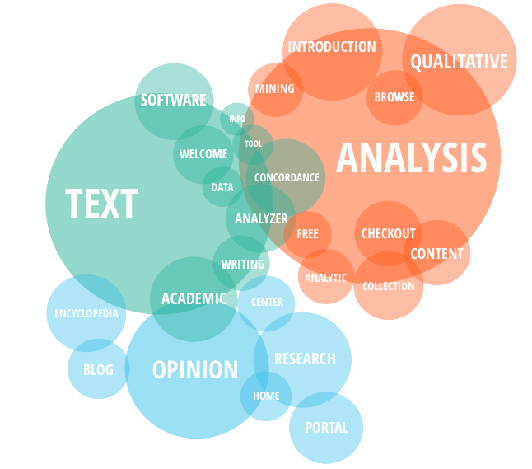 INTRODUCTION
QUALITATIVE
MINING
BROWSE
SOFTWARE
INFO
TOOL
WELCOME
ANALYSIS
CONCORDANCE
DATA
TEXT
ANALYZER
FREE
CHECKOUT
CONTENT
WRITING
ANALYTIC
COLLECTION
ACADEMIC
CENTER
ENCYCLOPEDIA
RESEARCH
BLOG
OPINION
HOME
PORTAL